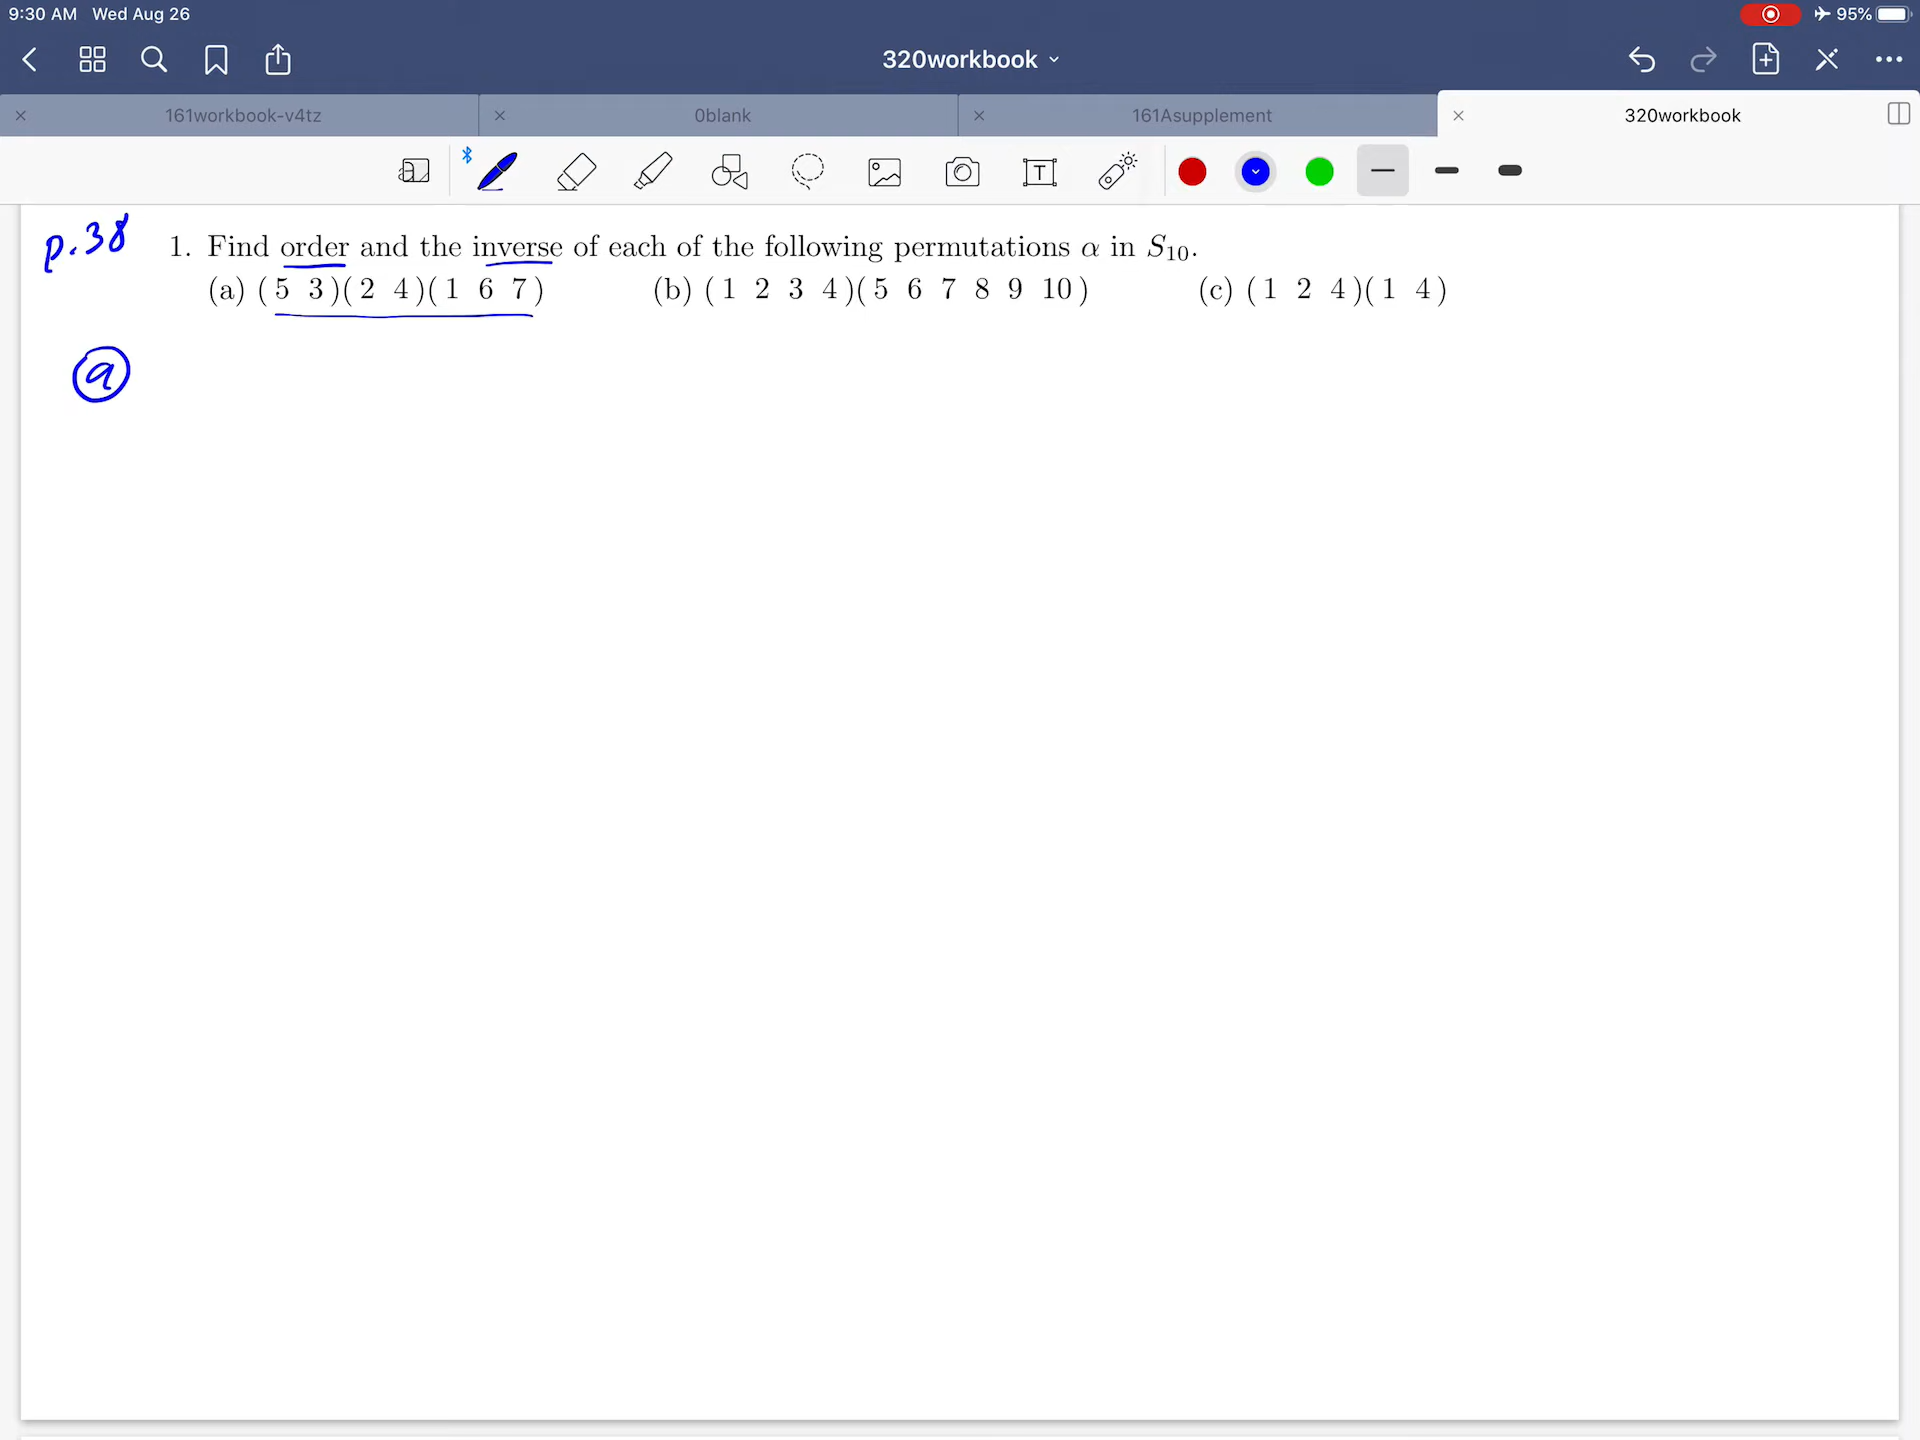 9:30 AM Wed Aug 26 95%
320workbook
161workbook-v4tz 0blank 161Asupplement 320workbook
p.38 1. Find order and the inverse of each of the following permutations α in S₁₀.
(a) ( 5 3 )( 2 4 )( 1 6 7 ) (b) ( 1 2 3 4 )( 5 6 7 8 9 10 ) (c) ( 1 2 4 )( 1 4 )
a